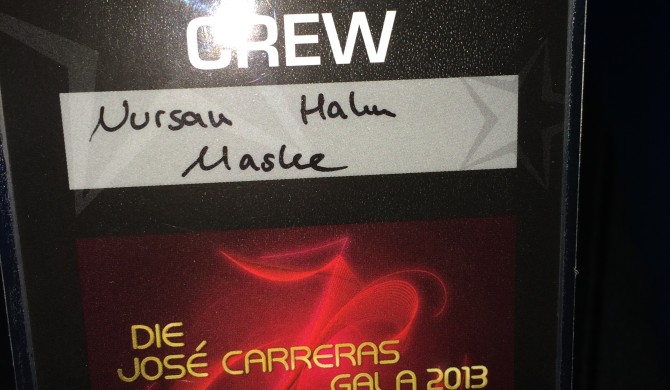 CREW
Nursan Hahn
Maske
DIE
JOSÉ CARRERAS
GALA 2013